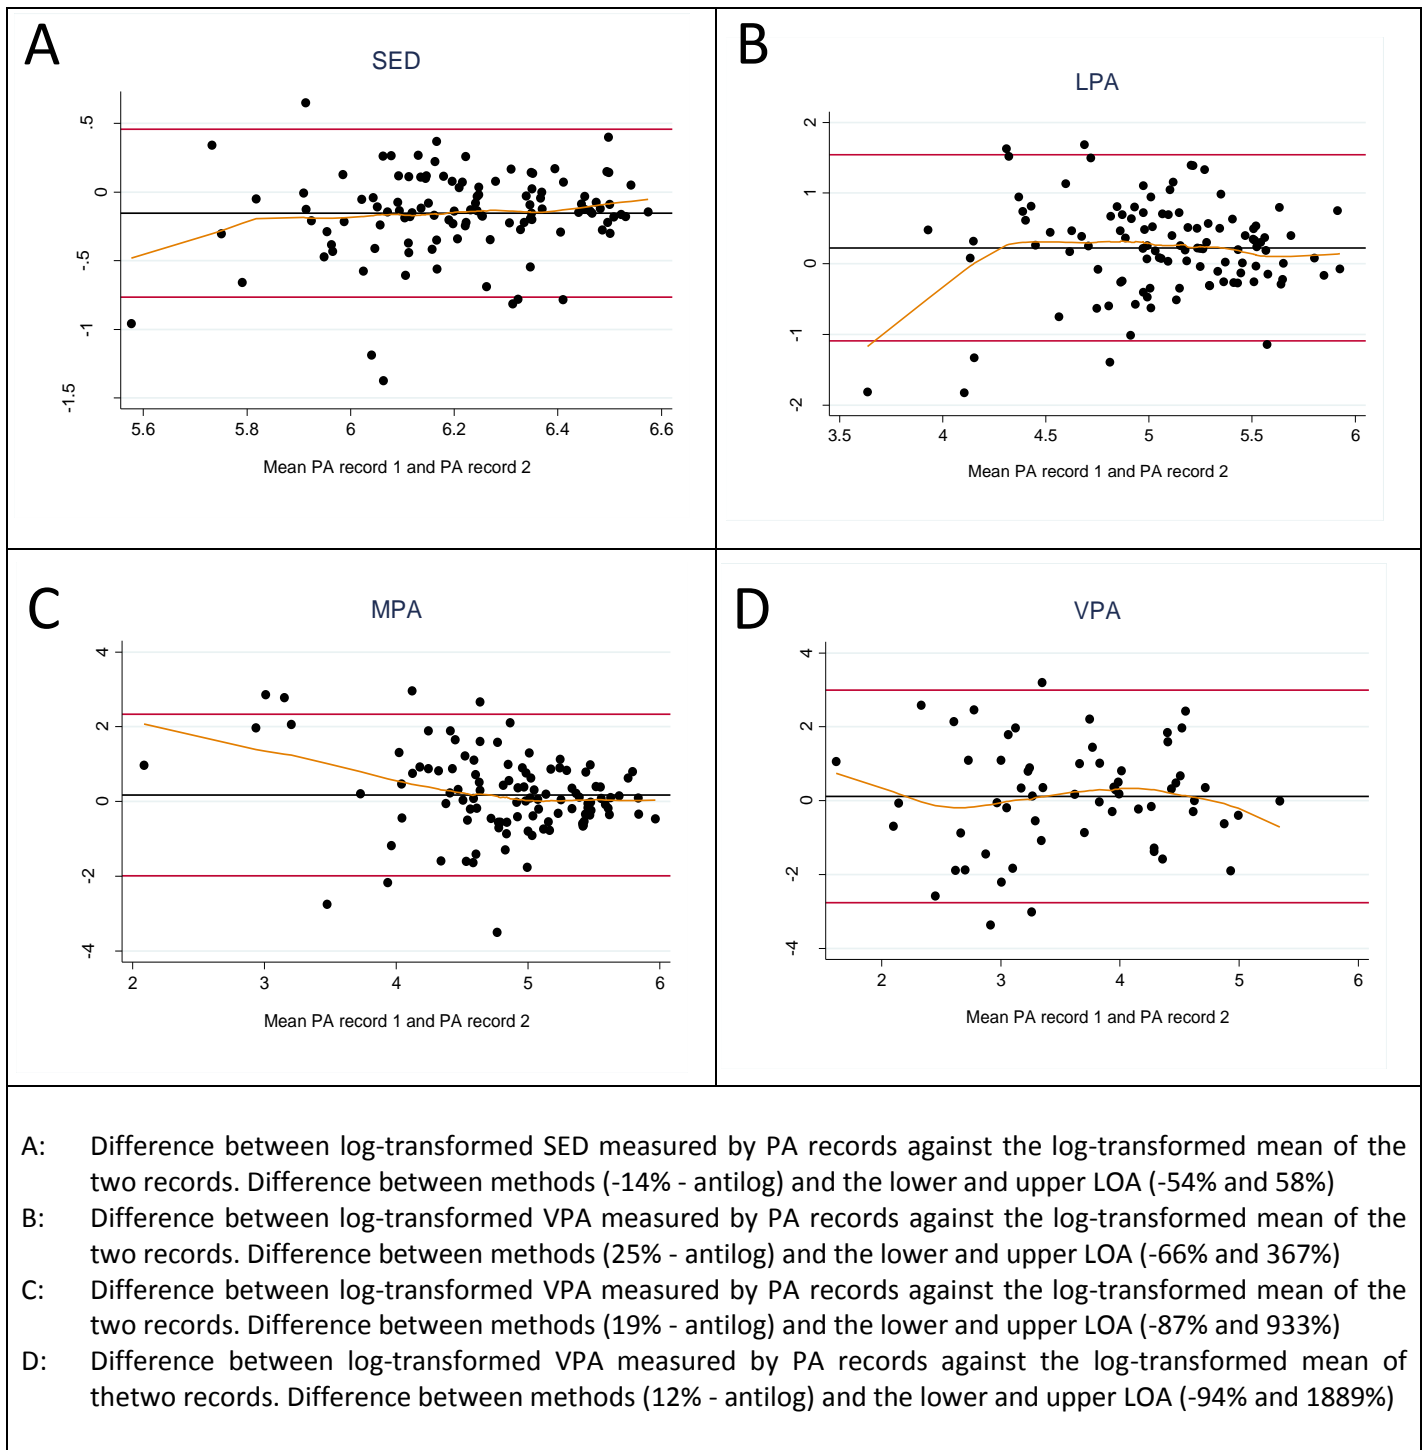 A
SED
.5
0
-.5
-1
-1.5
5.6 5.8 6 6.2 6.4 6.6
Mean PA record 1 and PA record 2
B
LPA
2
1
0
-1
-2
3.5 4 4.5 5 5.5 6
Mean PA record 1 and PA record 2
C
MPA
4
2
0
-2
-4
2 3 4 5 6
Mean PA record 1 and PA record 2
D
VPA
4
2
0
-2
-4
2 3 4 5 6
Mean PA record 1 and PA record 2
A: Difference between log-transformed SED measured by PA records against the log-transformed mean of the
two records. Difference between methods (-14% - antilog) and the lower and upper LOA (-54% and 58%)
B: Difference between log-transformed VPA measured by PA records against the log-transformed mean of the
two records. Difference between methods (25% - antilog) and the lower and upper LOA (-66% and 367%)
C: Difference between log-transformed VPA measured by PA records against the log-transformed mean of the
two records. Difference between methods (19% - antilog) and the lower and upper LOA (-87% and 933%)
D: Difference between log-transformed VPA measured by PA records against the log-transformed mean of
thetwo records. Difference between methods (12% - antilog) and the lower and upper LOA (-94% and 1889%)